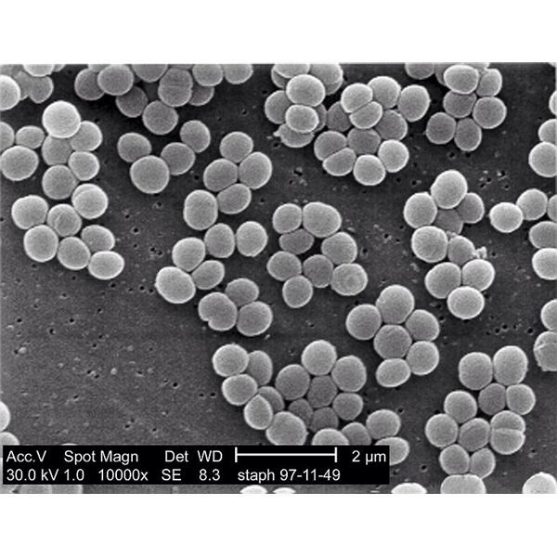 Acc.V Spot Magn Det WD 2 µm
30.0 kV 1.0 10000x SE 8.3 staph 97-11-49